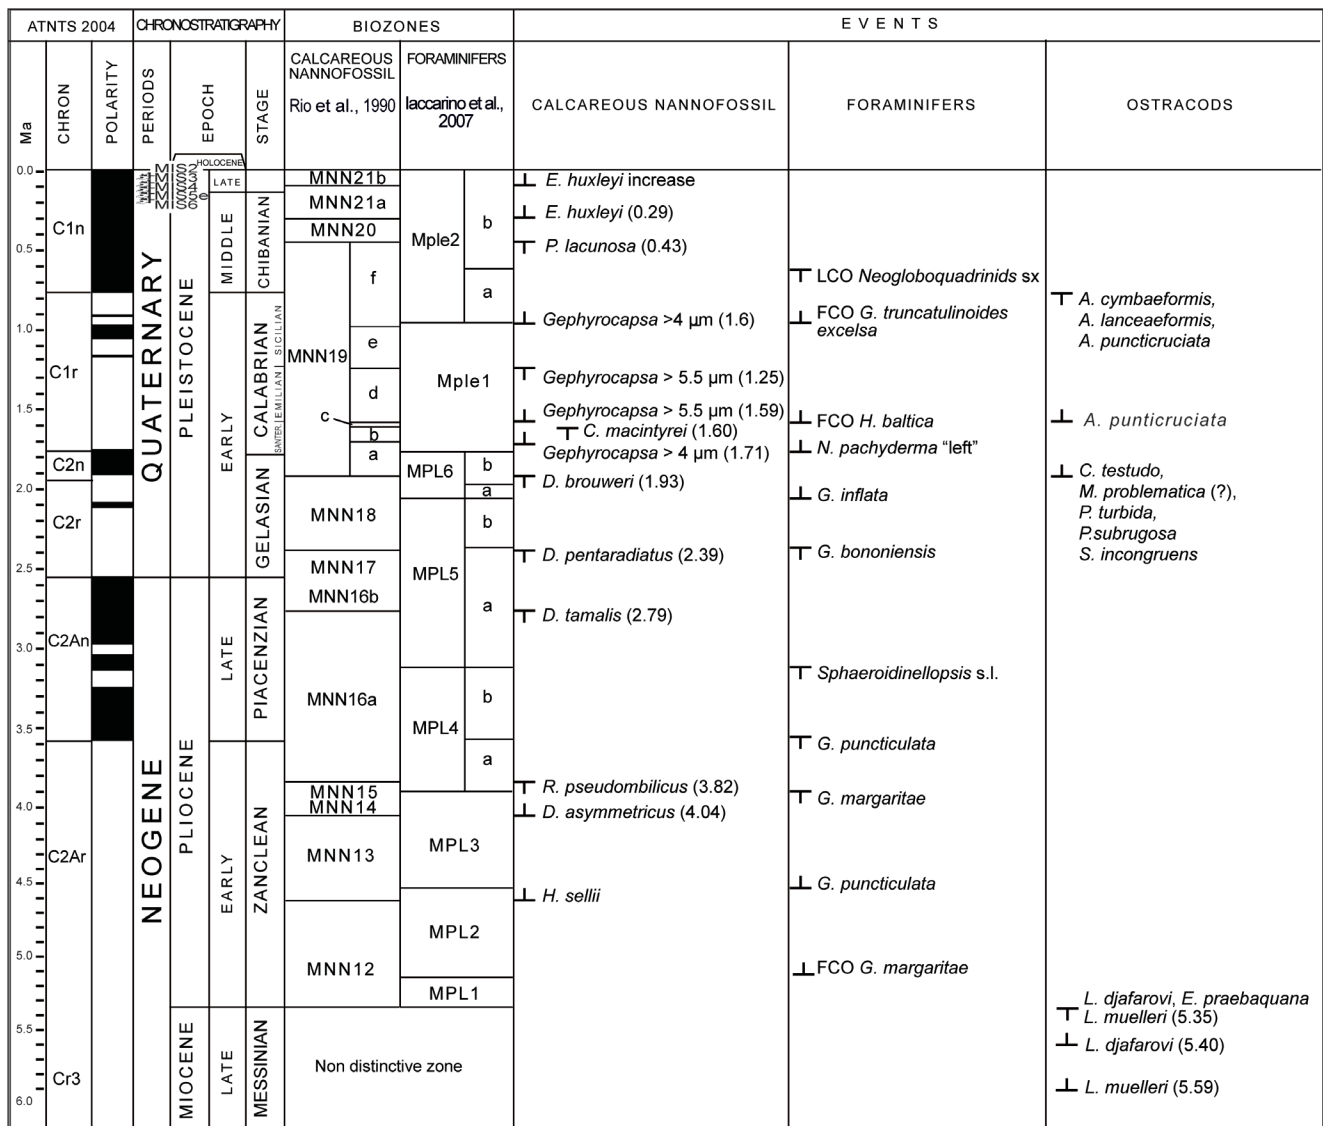 ATNTS 2004
CHRONOSTRATIGRAPHY
BIOZONES
EVENTS
Ma
CHRON
POLARITY
PERIODS
EPOCH
STAGE
CALCAREOUS
NANNOFOSSIL
Rio et al., 1990
FORAMINIFERS
Iaccarino et al.,
2007
CALCAREOUS NANNOFOSSIL
FORAMINIFERS
OSTRACODS
0.0
0.5
1.0
1.5
2.0
2.5
3.0
3.5
4.0
4.5
5.0
5.5
6.0
C1n
C1r
C2n
C2r
C2An
C2Ar
Cr3
MIS2
MIS3
MIS4
MIS5e
MIS6
QUATERNARY
NEOGENE
HOLOCENE
PLEISTOCENE
PLIOCENE
MIOCENE
LATE
MIDDLE
EARLY
LATE
EARLY
LATE
CHIBANIAN
CALABRIAN
SICILIAN
EMILIAN
SANTER.
GELASIAN
PIACENZIAN
ZANCLEAN
MESSINIAN
MNN21b
MNN21a
MNN20
MNN19
f
e
d
c
b
a
MNN18
MNN17
MNN16b
MNN16a
MNN15
MNN14
MNN13
MNN12
Non distinctive zone
Mple2
b
a
Mple1
MPL6
b
a
MPL5
b
a
MPL4
b
a
MPL3
MPL2
MPL1
E. huxleyi increase
E. huxleyi (0.29)
P. lacunosa (0.43)
Gephyrocapsa >4 µm (1.6)
Gephyrocapsa > 5.5 µm (1.25)
Gephyrocapsa > 5.5 µm (1.59)
C. macintyrei (1.60)
Gephyrocapsa > 4 µm (1.71)
D. brouweri (1.93)
D. pentaradiatus (2.39)
D. tamalis (2.79)
R. pseudombilicus (3.82)
D. asymmetricus (4.04)
H. sellii
LCO Neogloboquadrinids sx
FCO G. truncatulinoides
excelsa
FCO H. baltica
N. pachyderma “left”
G. inflata
G. bononiensis
Sphaeroidinellopsis s.l.
G. puncticulata
G. margaritae
G. puncticulata
FCO G. margaritae
A. cymbaeformis,
A. lanceaeformis,
A. puncticruciata
A. punticruciata
C. testudo,
M. problematica (?),
P. turbida,
P.subrugosa
S. incongruens
L. djafarovi, E. praebaquana
L. muelleri (5.35)
L. djafarovi (5.40)
L. muelleri (5.59)